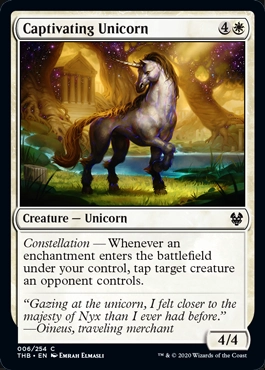 Captivating Unicorn 4
Creature — Unicorn
Constellation — Whenever an
enchantment enters the battlefield
under your control, tap target creature
an opponent controls.
“Gazing at the unicorn, I felt closer to the
majesty of Nyx than I ever had before.”
—Oineus, traveling merchant
4/4
006/254 C
THB • EN EMRAH ELMASLI
™ & © 2020 Wizards of the Coast